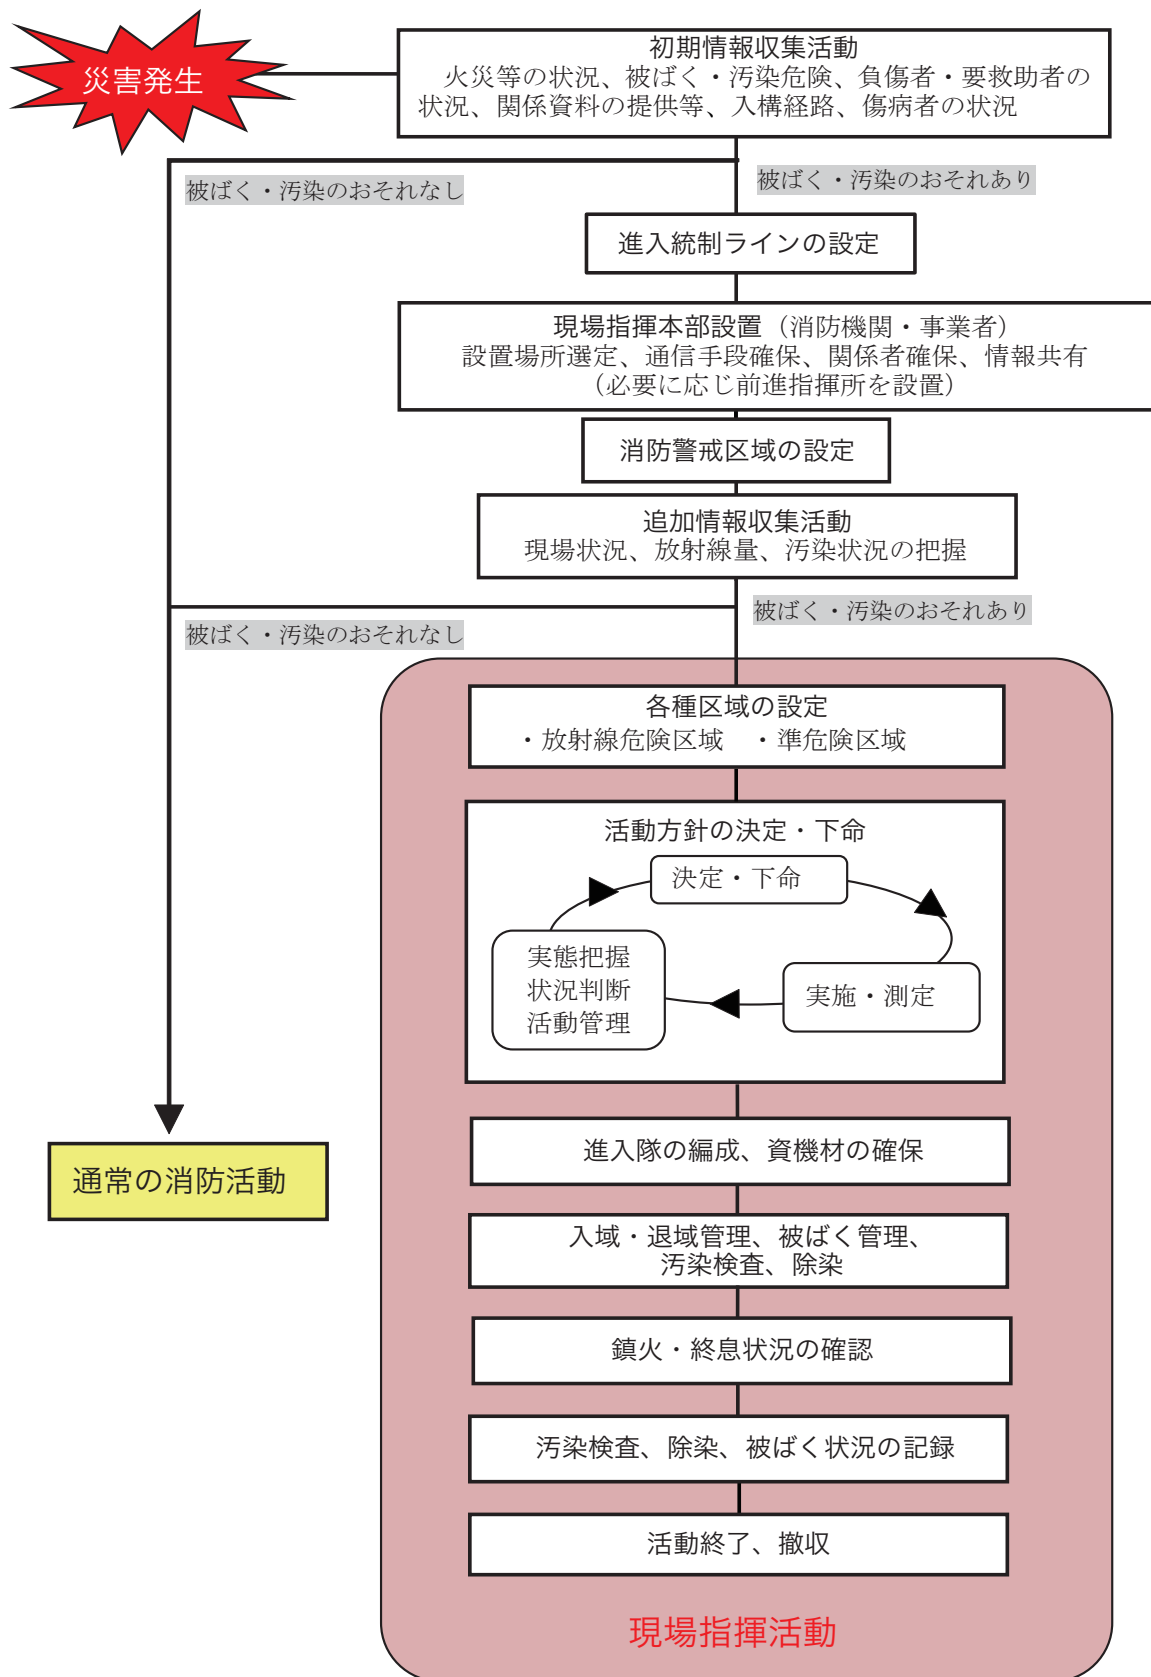 災害発生
初期情報収集活動
火災等の状況、被ばく・汚染危険、負傷者・要救助者の
状況、関係資料の提供等、入構経路、傷病者の状況
被ばく・汚染のおそれなし
被ばく・汚染のおそれあり
進入統制ラインの設定
現場指揮本部設置（消防機関・事業者）
設置場所選定、通信手段確保、関係者確保、情報共有
（必要に応じ前進指揮所を設置）
消防警戒区域の設定
追加情報収集活動
現場状況、放射線量、汚染状況の把握
被ばく・汚染のおそれあり
被ばく・汚染のおそれなし
各種区域の設定
・放射線危険区域　・準危険区域
活動方針の決定・下命
決定・下命
実態把握
状況判断
活動管理
実施・測定
進入隊の編成、資機材の確保
通常の消防活動
入域・退域管理、被ばく管理、
汚染検査、除染
鎮火・終息状況の確認
汚染検査、除染、被ばく状況の記録
活動終了、撤収
現場指揮活動